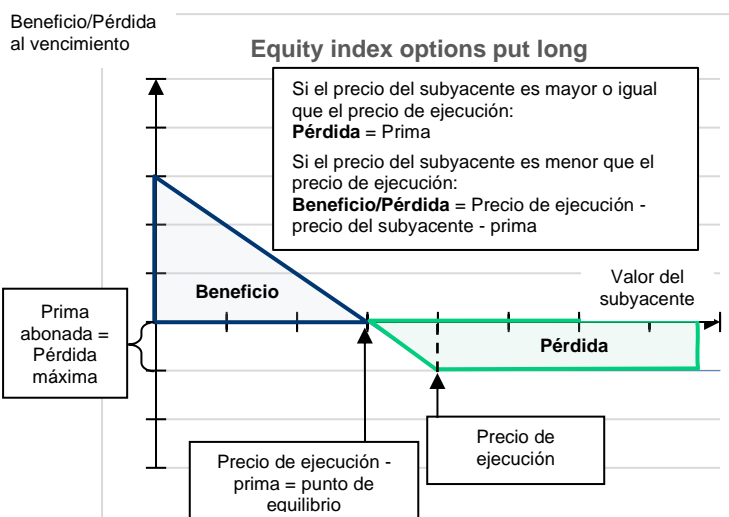 Beneficio/Pérdida
al vencimiento
Equity index options put long
Si el precio del subyacente es mayor o igual
que el precio de ejecución:
Pérdida = Prima
Si el precio del subyacente es menor que el
precio de ejecución:
Beneficio/Pérdida = Precio de ejecución -
precio del subyacente - prima
Valor del
subyacente
Beneficio
Prima
abonada =
Pérdida
máxima
Pérdida
Precio de
ejecución
Precio de ejecución -
prima = punto de
equilibrio